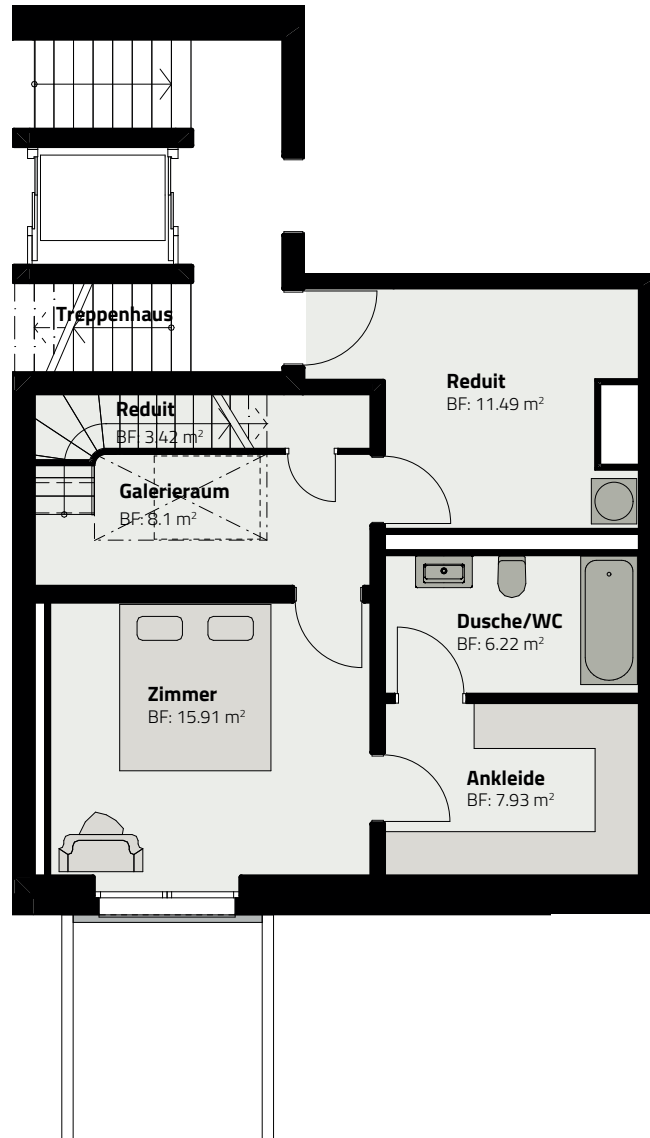 Treppenhaus
Reduit
BF: 11.49 m²
Reduit
BF: 3.42 m²
Galerieraum
BF: 8.1 m²
Dusche/WC
BF: 6.22 m²
Zimmer
BF: 15.91 m²
Ankleide
BF: 7.93 m²